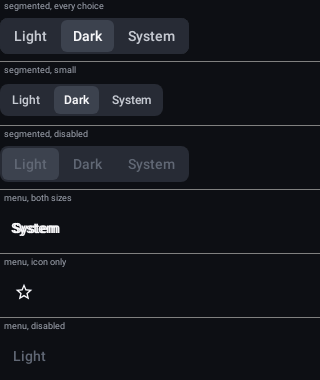 segmented, every choice
Light Dark System
segmented, small
Light Dark System
segmented, disabled
Light Dark System
menu, both sizes
System
menu, icon only
menu, disabled
Light